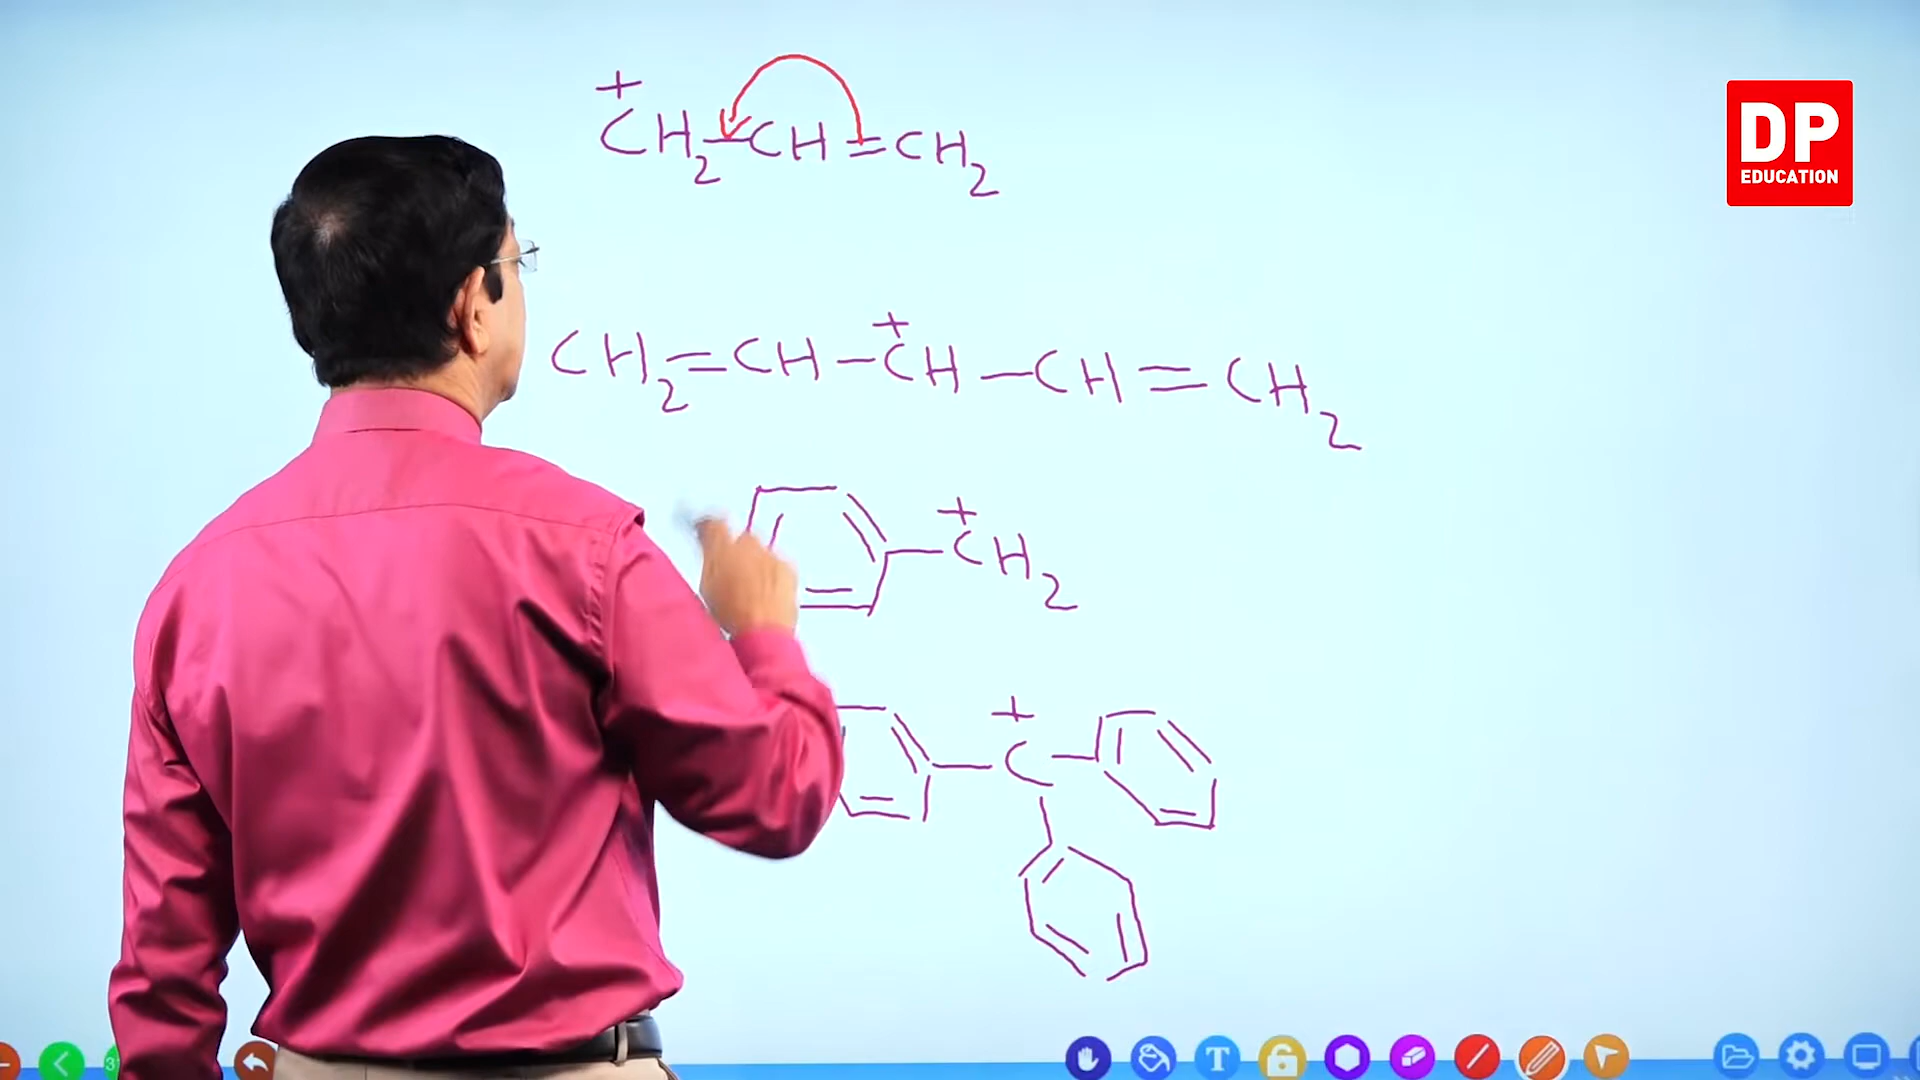 +
CH2–CH=CH2
DP
EDUCATION
+
CH2=CH–CH–CH=CH2
+
–CH2
+
–C–
T